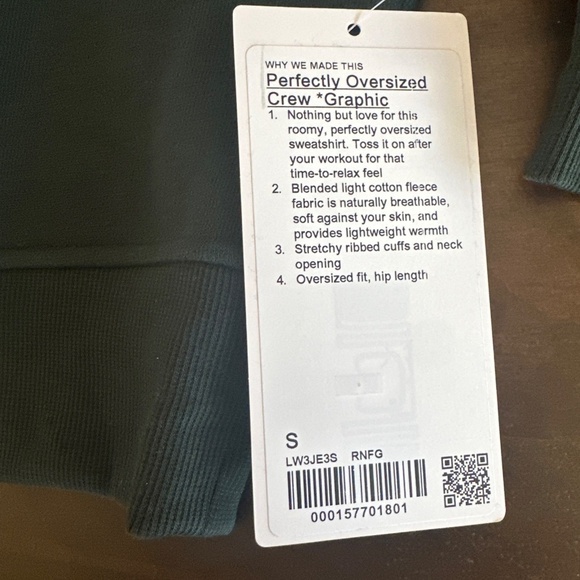 WHY WE MADE THIS
Perfectly Oversized
Crew *Graphic
1. Nothing but love for this
roomy, perfectly oversized
sweatshirt. Toss it on after
your workout for that
time-to-relax feel
2. Blended light cotton fleece
fabric is naturally breathable,
soft against your skin, and
provides lightweight warmth
3. Stretchy ribbed cuffs and neck
opening
4. Oversized fit, hip length
S
LW3JE3S RNFG
000157701801